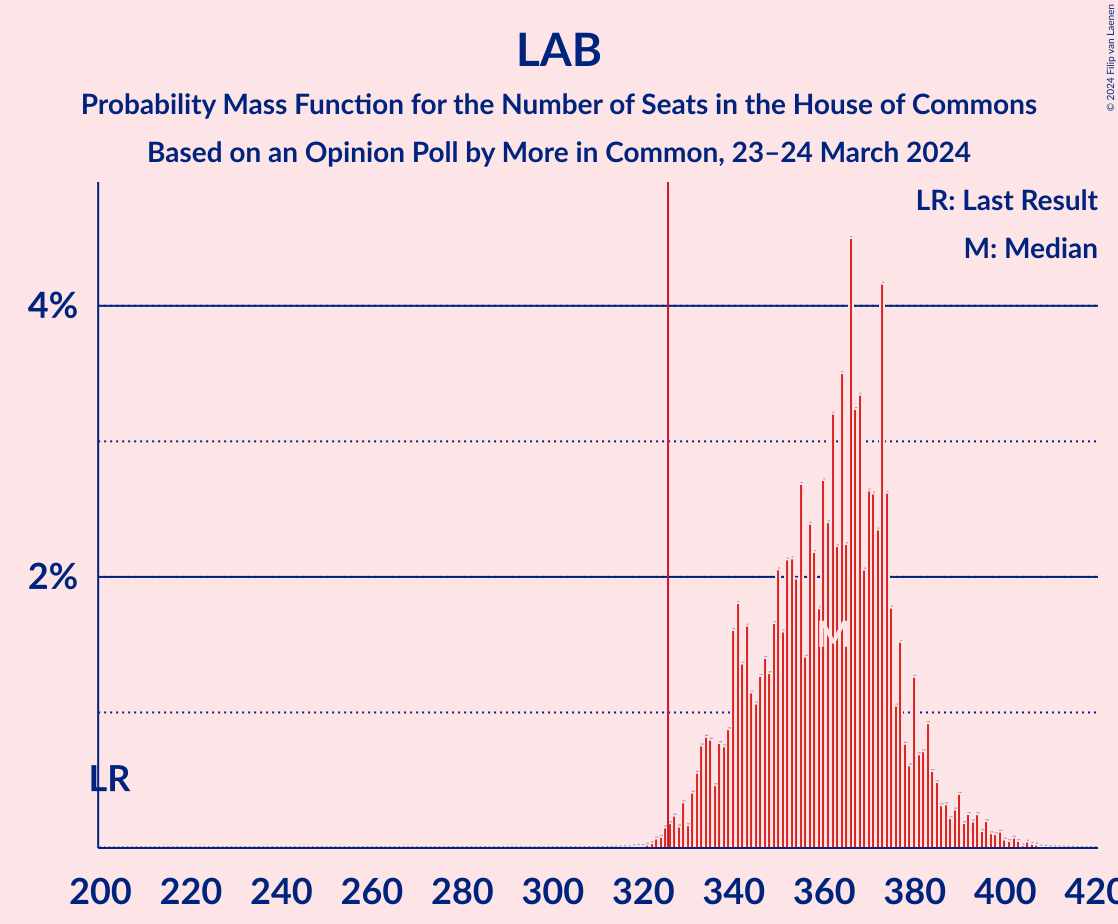 LAB
Probability Mass Function for the Number of Seats in the House of Commons
Based on an Opinion Poll by More in Common, 23–24 March 2024
© 2024 Filip van Laenen
LR: Last Result
M: Median
4%
2%
M
LR
200 220 240 260 280 300 320 340 360 380 400 420